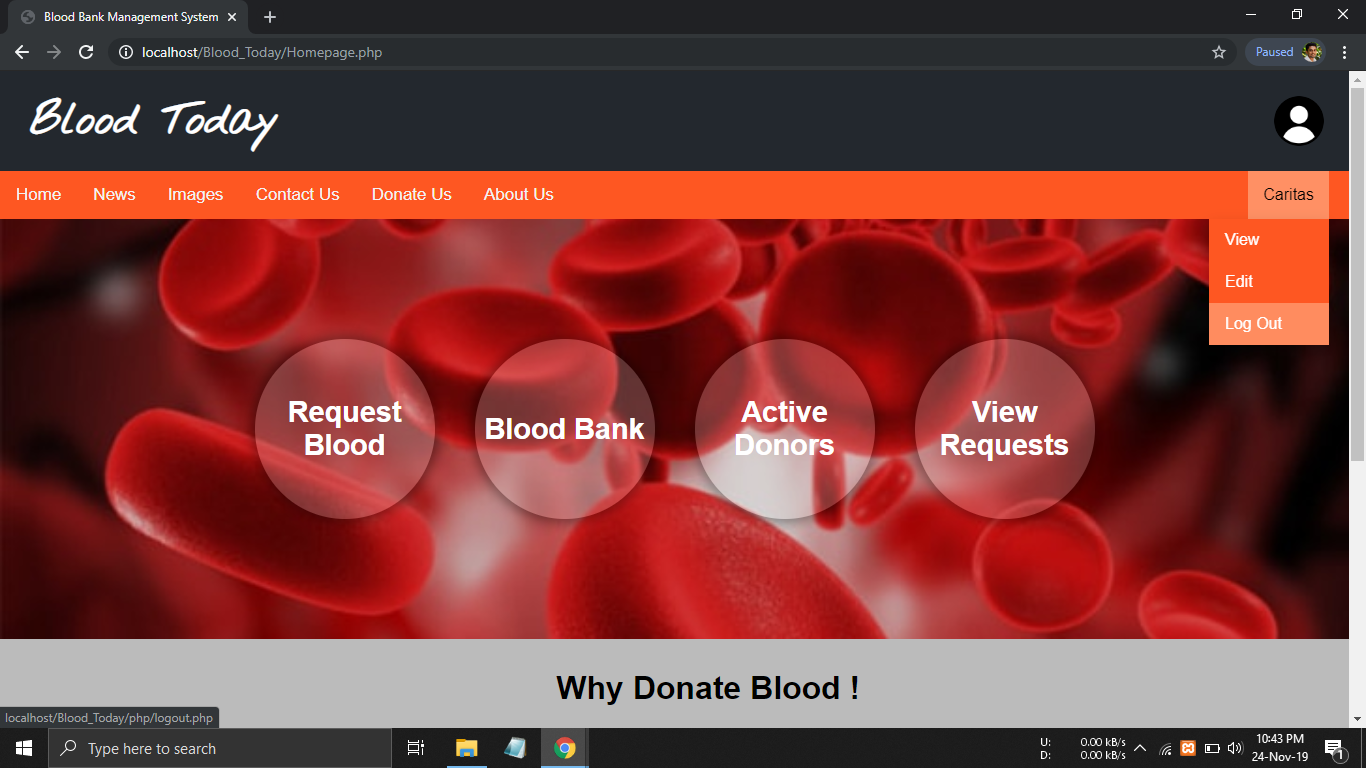 Blood Bank Management System
localhost/Blood_Today/Homepage.php
Paused
Blood Today
Home News Images Contact Us Donate Us About Us Caritas
View
Edit
Log Out
Request
Blood
Blood Bank
Active
Donors
View
Requests
Why Donate Blood !
localhost/Blood_Today/php/logout.php
Type here to search
U: 0.00 kB/s
D: 0.00 kB/s
10:43 PM
24-Nov-19
1